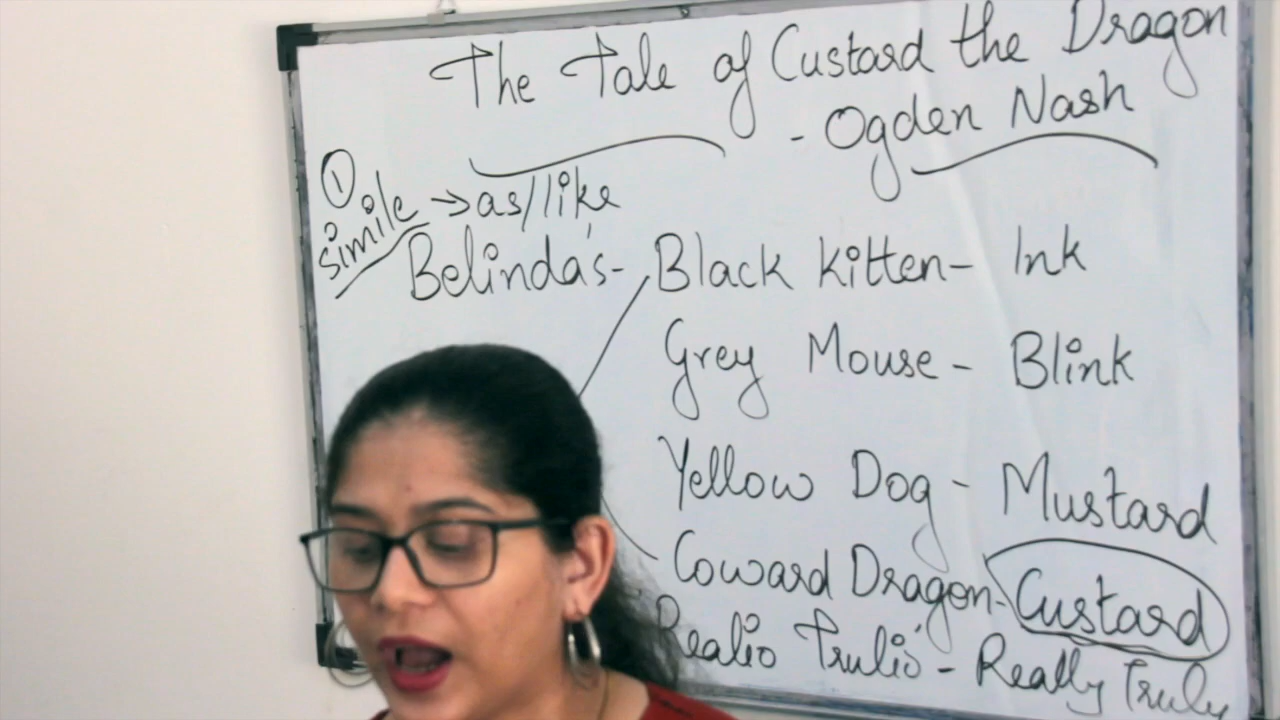 The Tale of Custard the Dragon
- Ogden Nash
① simile → as/like
Belinda's - Black kitten - Ink
Grey Mouse - Blink
Yellow Dog - Mustard
Coward Dragon - Custard
Realio Trulio - Really Truly